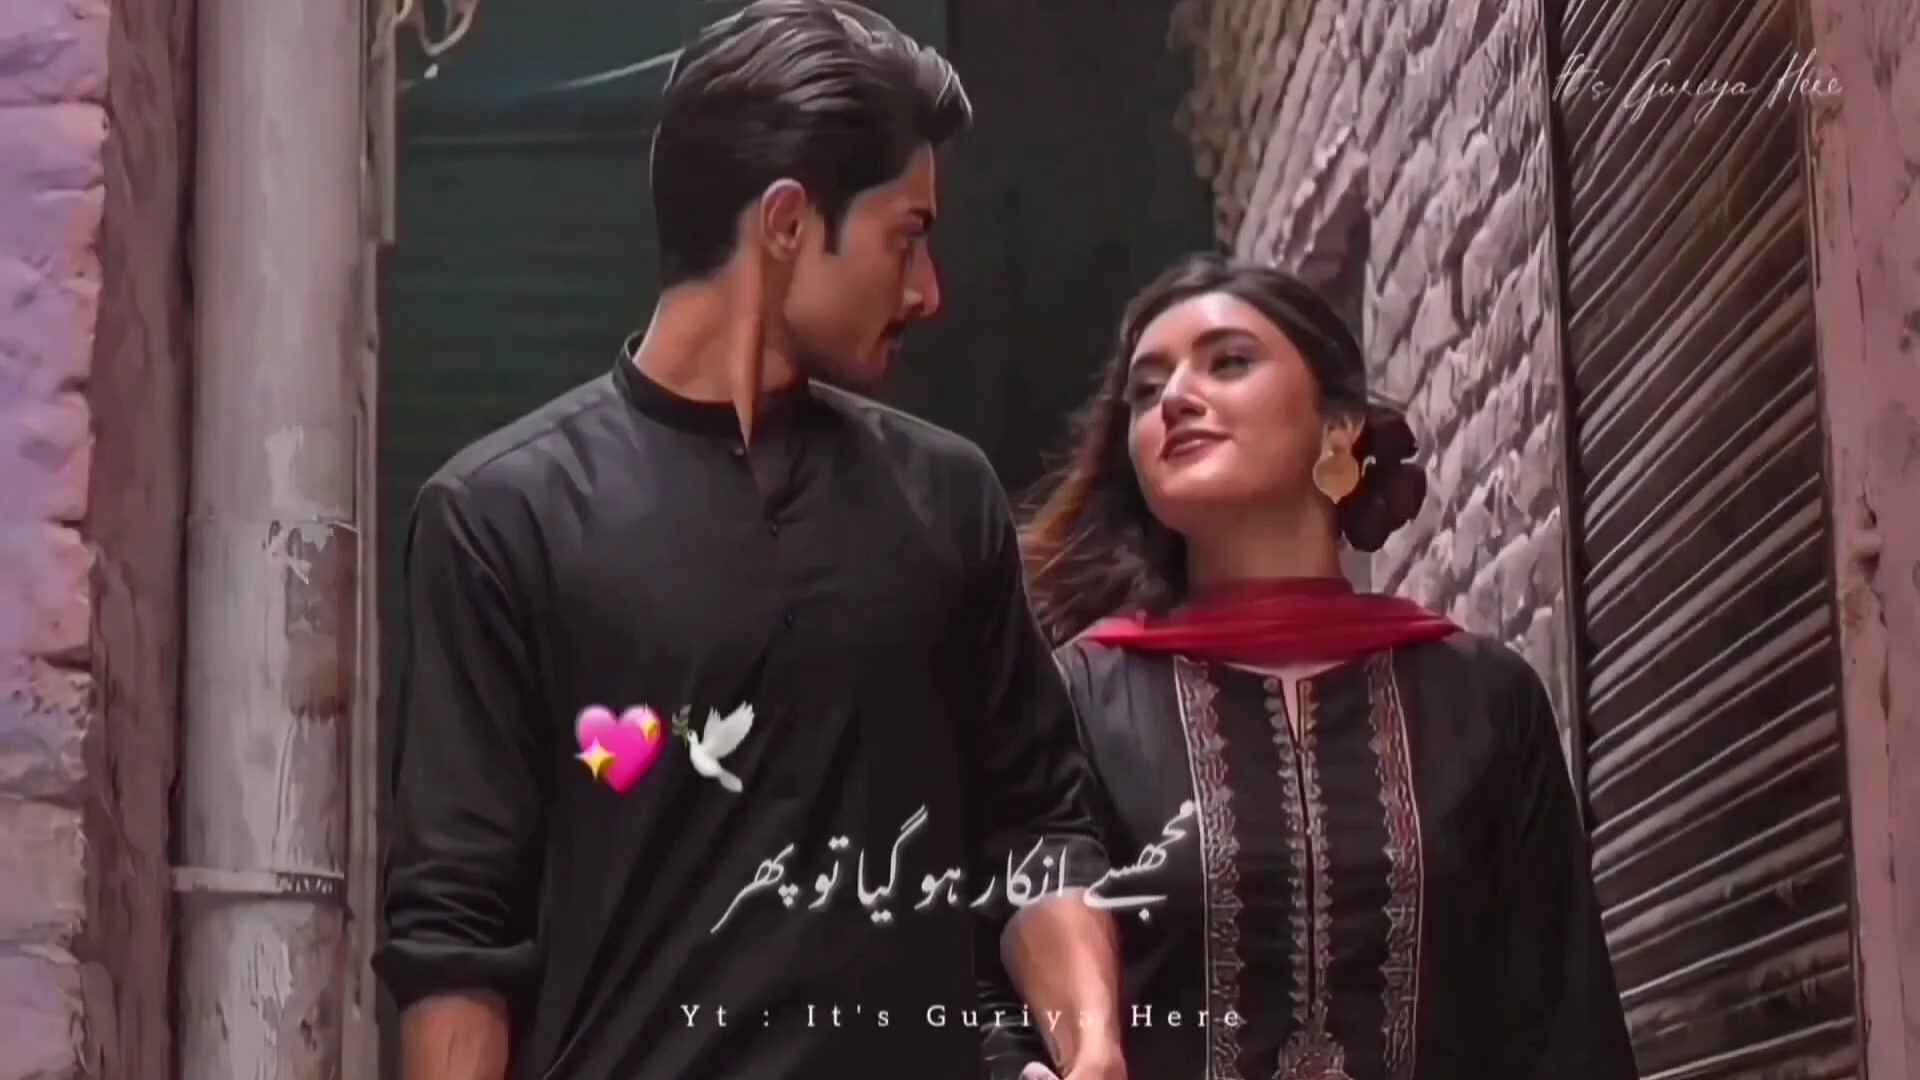 It's Guriya Here
💖🕊️
مجھسے انکار ہو گیا تو پھر
Yt : It's Guriya Here